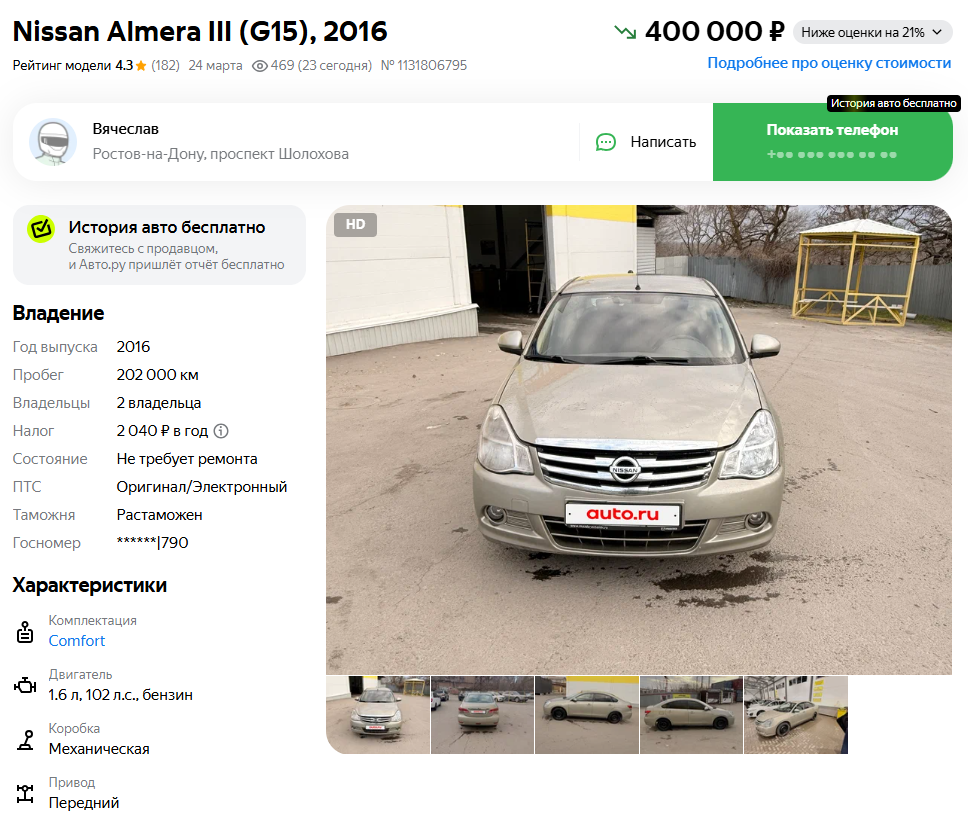 Nissan Almera III (G15), 2016
400 000 ₽ Ниже оценки на 21%
Рейтинг модели 4.3 (182) 24 марта 469 (23 сегодня) № 1131806795
Подробнее про оценку стоимости
История авто бесплатно
Вячеслав
Ростов-на-Дону, проспект Шолохова
Написать
Показать телефон
+●● ●●● ●●● ●● ●●
История авто бесплатно
Свяжитесь с продавцом,
и Авто.ру пришлёт отчёт бесплатно
HD
Владение
Год выпуска 2016
Пробег 202 000 км
Владельцы 2 владельца
Налог 2 040 ₽ в год
Состояние Не требует ремонта
ПТС Оригинал/Электронный
Таможня Растаможен
Госномер ******|790
NISSAN
auto.ru
Характеристики
Комплектация
Comfort
Двигатель
1.6 л, 102 л.с., бензин
Коробка
Механическая
Привод
Передний